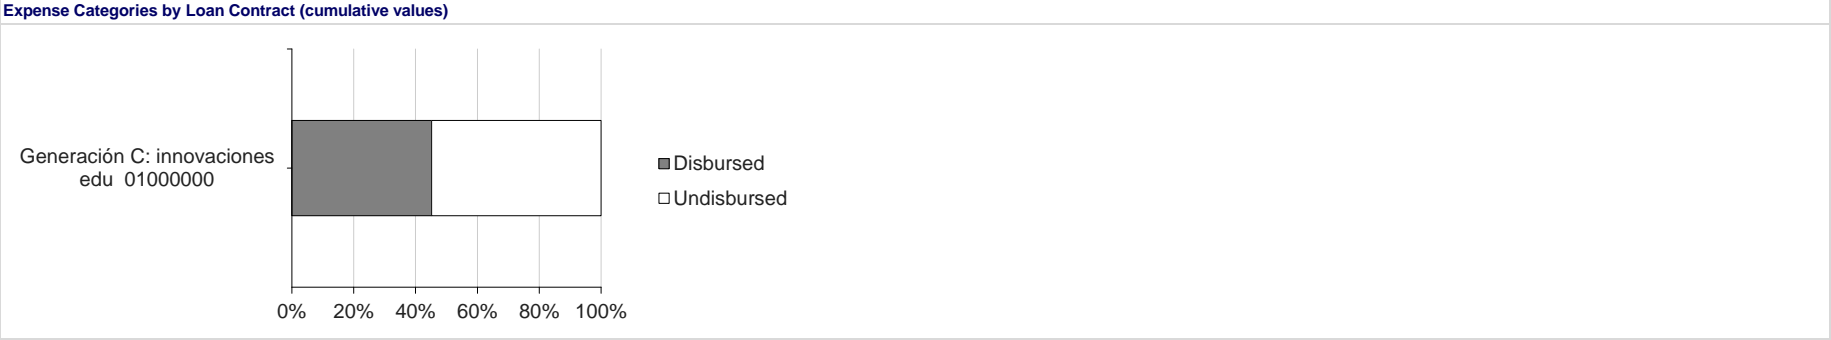 Expense Categories by Loan Contract (cumulative values)
Generación C: innovaciones
edu  01000000
Disbursed
Undisbursed
0% 20% 40% 60% 80% 100%